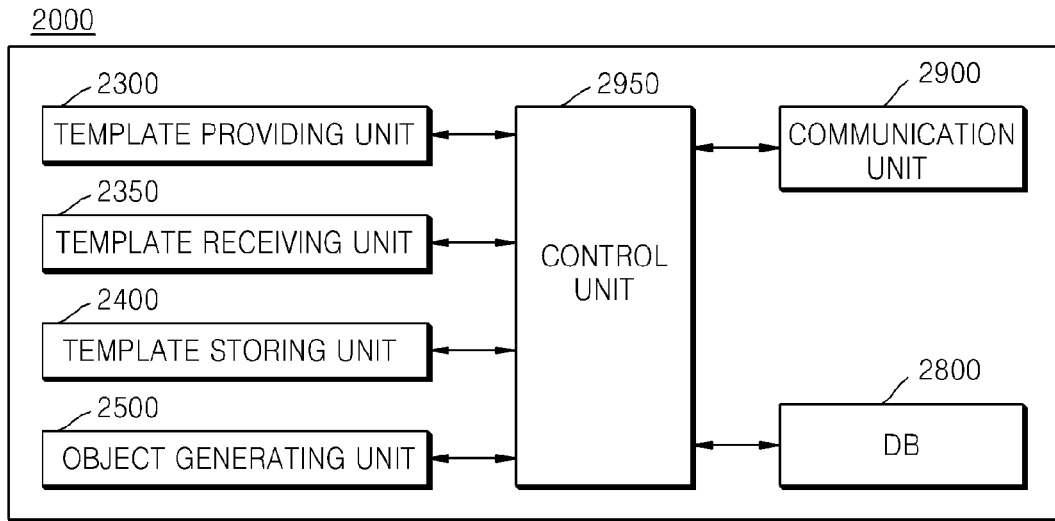 2000
2300
TEMPLATE PROVIDING UNIT
2350
TEMPLATE RECEIVING UNIT
2400
TEMPLATE STORING UNIT
2500
OBJECT GENERATING UNIT
2950
CONTROL
UNIT
2900
COMMUNICATION
UNIT
2800
DB